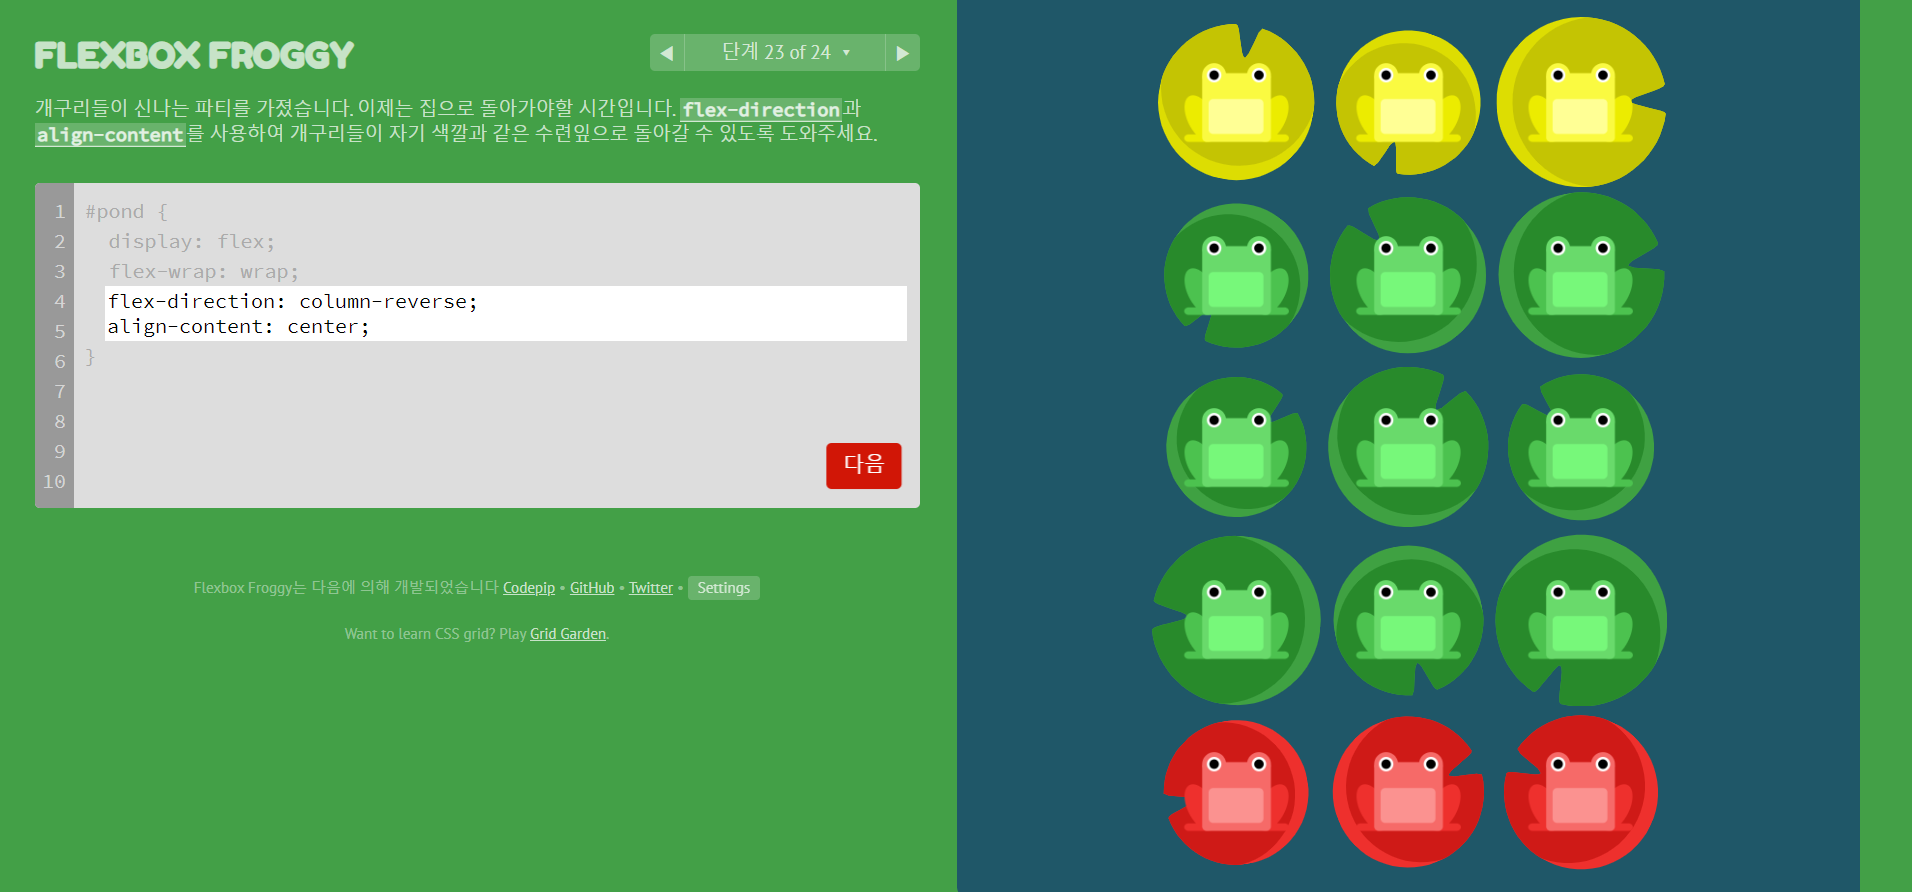 FLEXBOX FROGGY
◀ 단계 23 of 24 ▼ ▶
개구리들이 신나는 파티를 가졌습니다. 이제는 집으로 돌아가야할 시간입니다. flex-direction과
align-content를 사용하여 개구리들이 자기 색깔과 같은 수련잎으로 돌아갈 수 있도록 도와주세요.
1 #pond {
2 display: flex;
3 flex-wrap: wrap;
4 flex-direction: column-reverse;
5 align-content: center;
6 }
7
8
9
10
다음
Flexbox Froggy는 다음에 의해 개발되었습니다 Codepip • GitHub • Twitter • Settings
Want to learn CSS grid? Play Grid Garden.